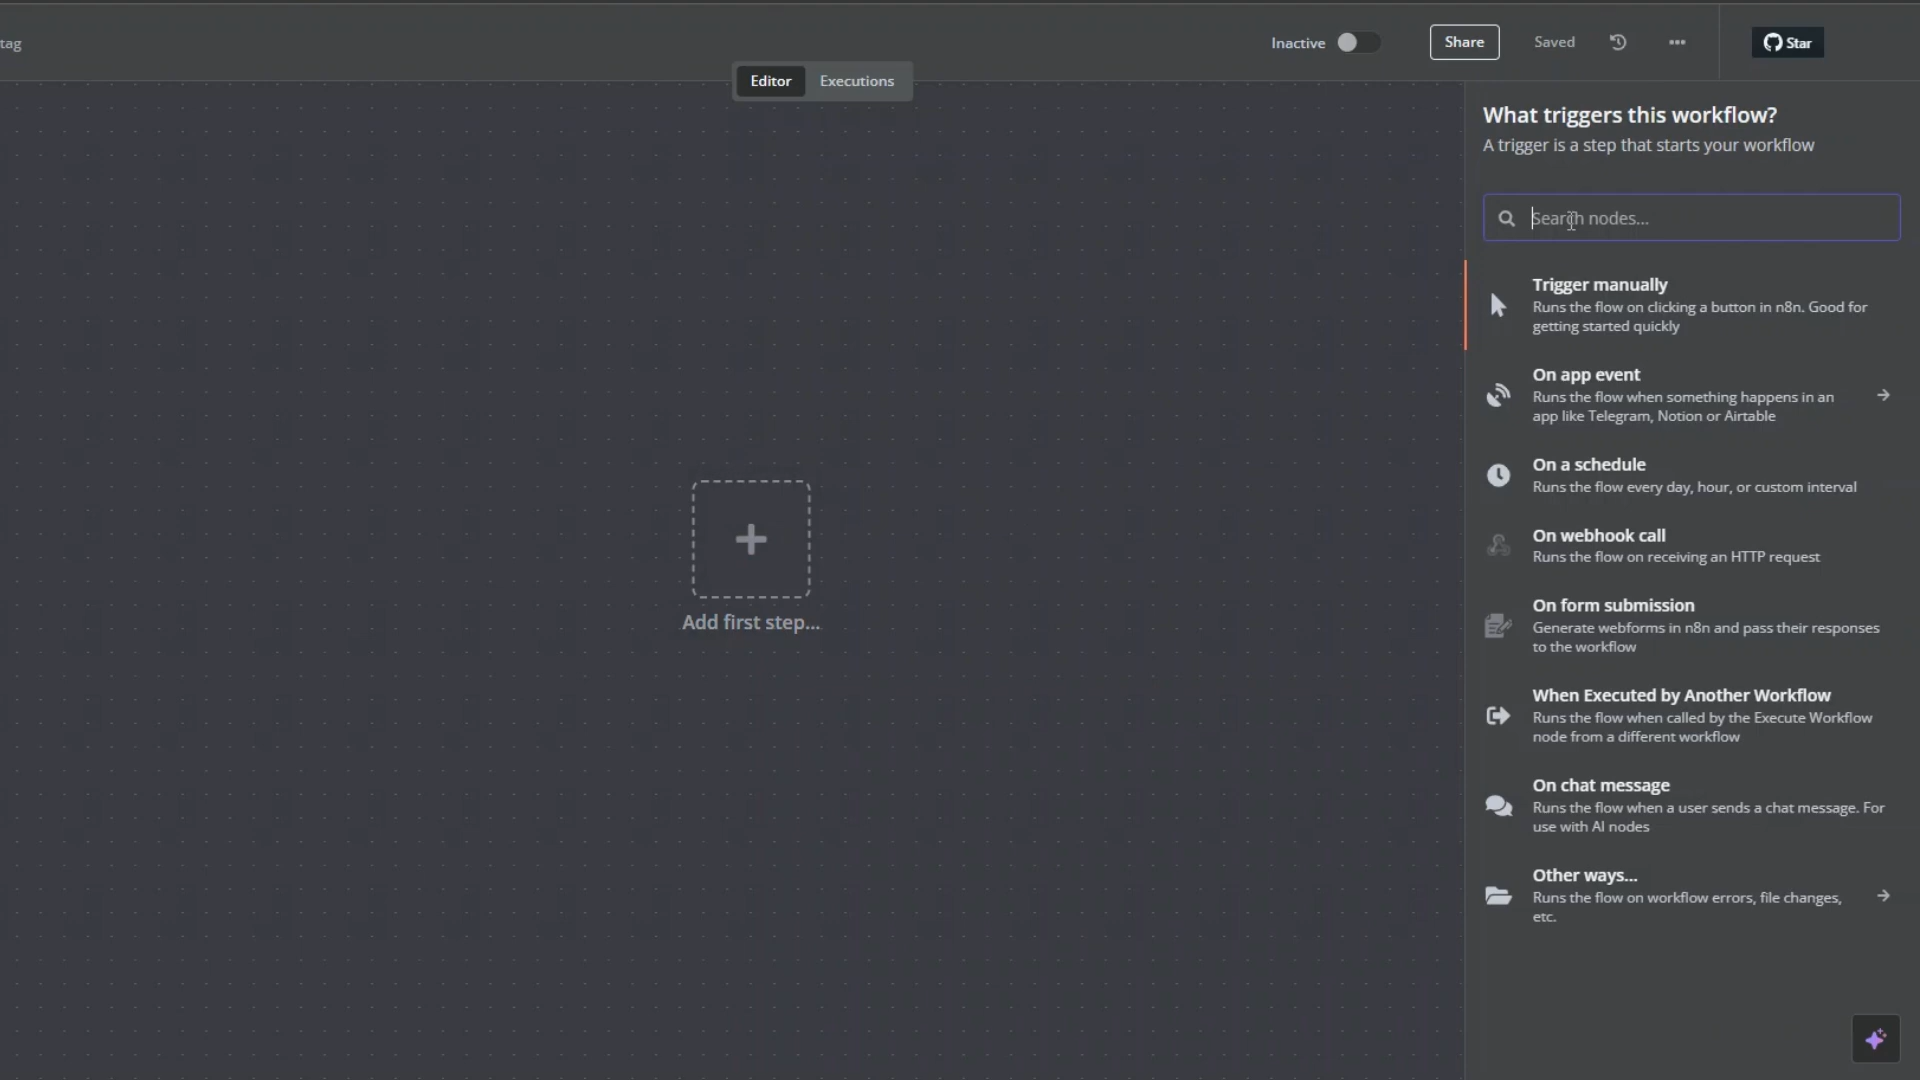 tag
Inactive
Share
Saved
Star
Editor
Executions
What triggers this workflow?
A trigger is a step that starts your workflow
Search nodes...
Trigger manually
Runs the flow on clicking a button in n8n. Good for
getting started quickly
On app event
Runs the flow when something happens in an
app like Telegram, Notion or Airtable
On a schedule
Runs the flow every day, hour, or custom interval
On webhook call
Runs the flow on receiving an HTTP request
On form submission
Generate webforms in n8n and pass their responses
to the workflow
When Executed by Another Workflow
Runs the flow when called by the Execute Workflow
node from a different workflow
On chat message
Runs the flow when a user sends a chat message. For
use with AI nodes
Other ways...
Runs the flow on workflow errors, file changes,
etc.
Add first step...